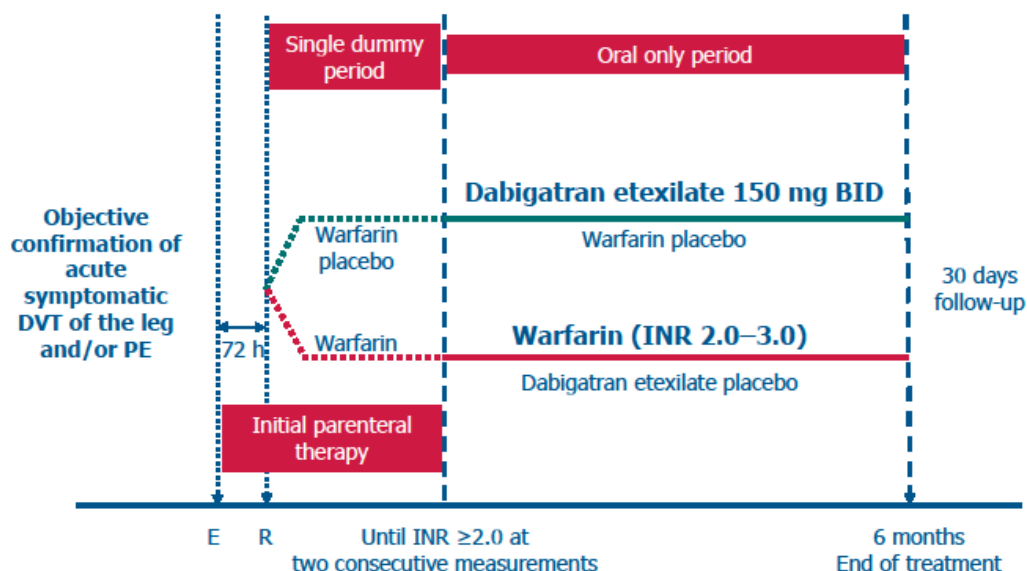 Single dummy
period
Oral only period
Objective
confirmation of
acute
symptomatic
DVT of the leg
and/or PE
72 h
Warfarin
placebo
Dabigatran etexilate 150 mg BID
Warfarin placebo
Warfarin
Warfarin (INR 2.0–3.0)
Dabigatran etexilate placebo
30 days
follow-up
Initial parenteral
therapy
E
R
Until INR ≥2.0 at
two consecutive measurements
6 months
End of treatment